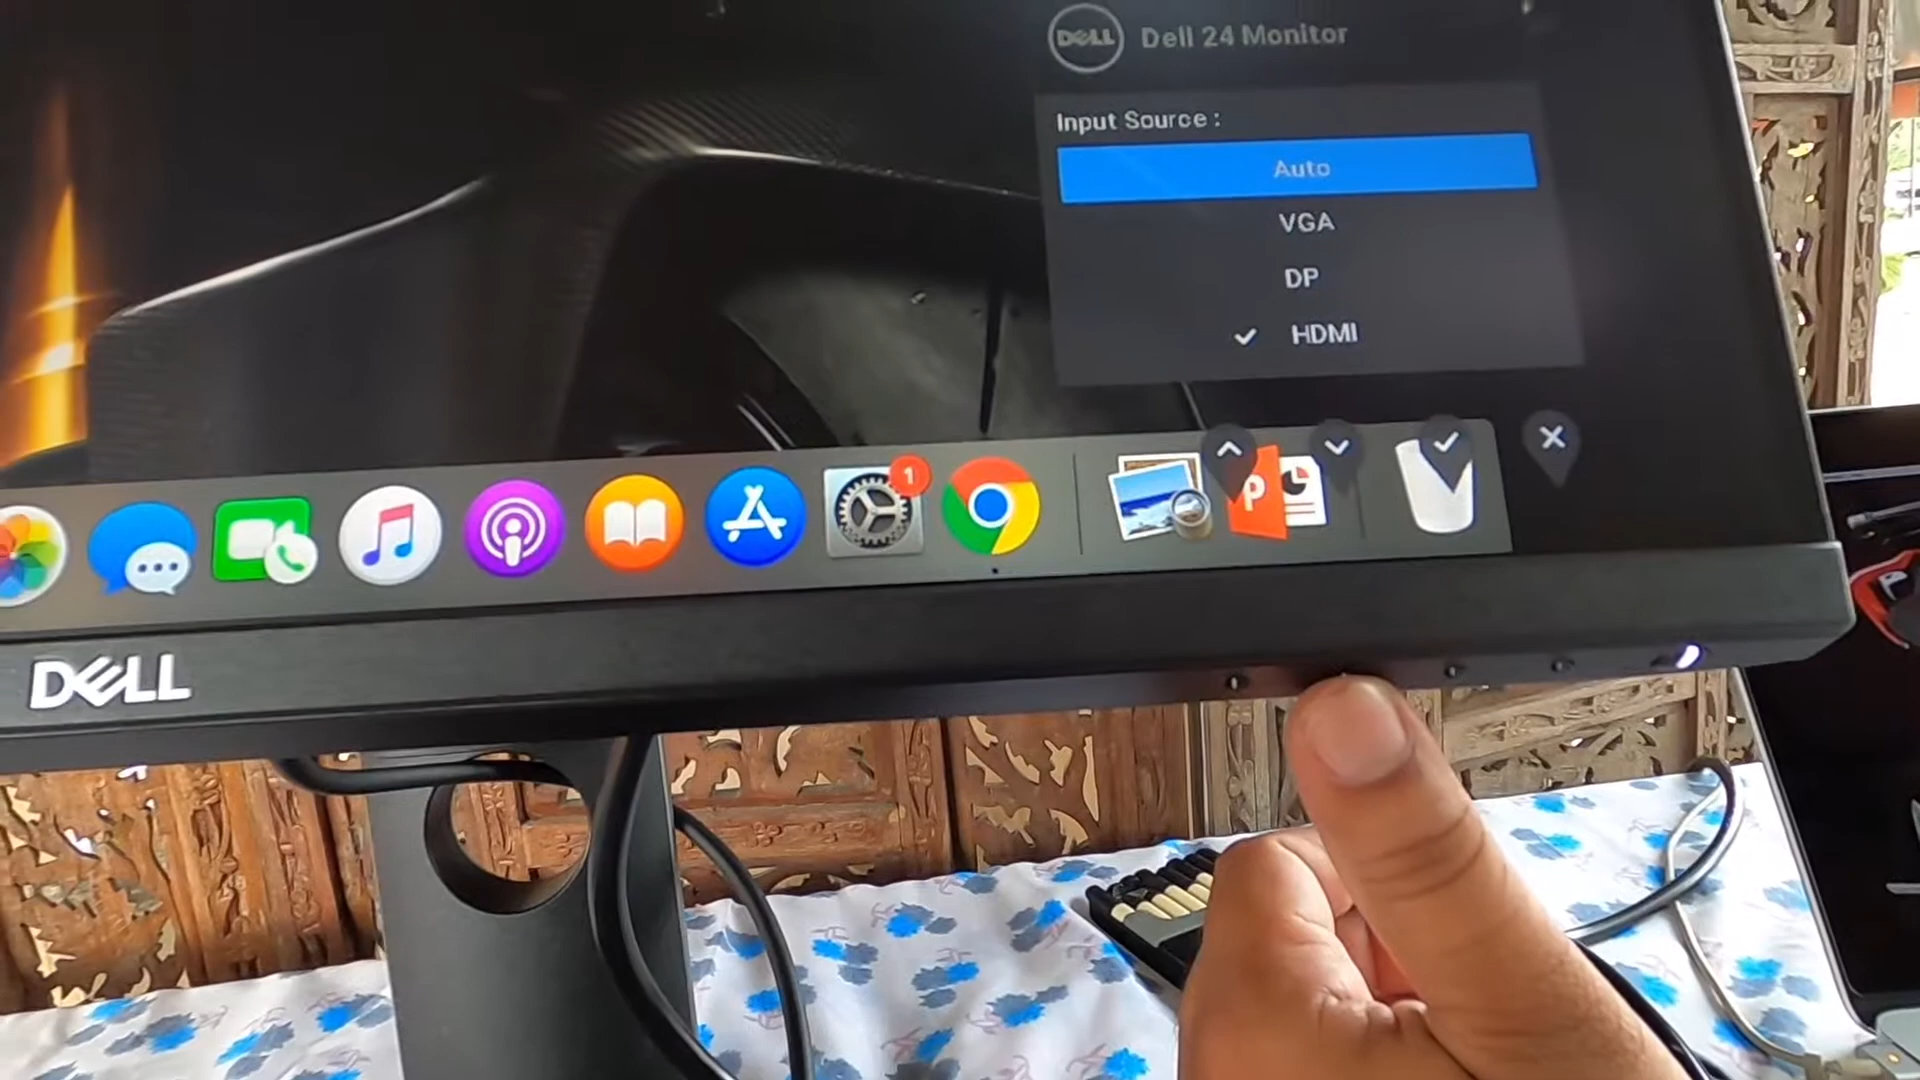 DELL Dell 24 Monitor
Input Source :
Auto
VGA
DP
HDMI
1
P
DELL